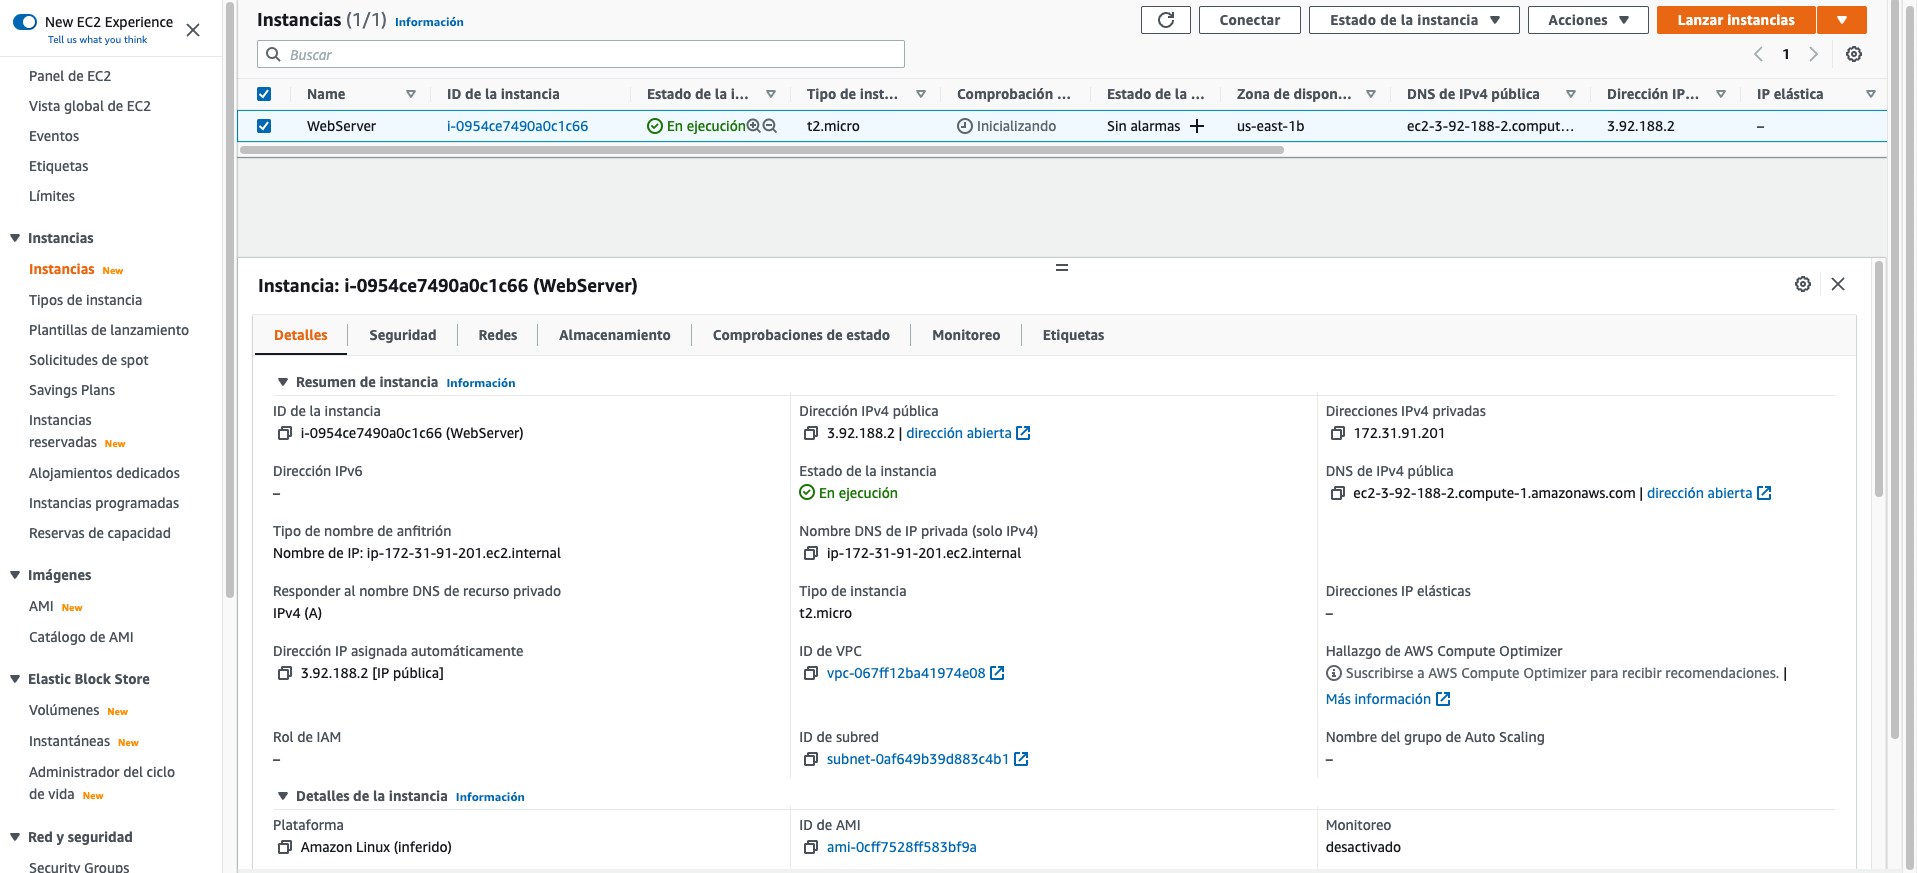 New EC2 Experience
Tell us what you think
Panel de EC2
Vista global de EC2
Eventos
Etiquetas
Límites
Instancias
Instancias New
Tipos de instancia
Plantillas de lanzamiento
Solicitudes de spot
Savings Plans
Instancias
reservadas New
Alojamientos dedicados
Instancias programadas
Reservas de capacidad
Imágenes
AMI New
Catálogo de AMI
Elastic Block Store
Volúmenes New
Instantáneas New
Administrador del ciclo
de vida New
Red y seguridad
Security Groups
Instancias (1/1) Información
Conectar Estado de la instancia Acciones Lanzar instancias
Buscar
1
Name ID de la instancia Estado de la i... Tipo de inst... Comprobación ... Estado de la ... Zona de dispon... DNS de IPv4 pública Dirección IP... IP elástica
WebServer i-0954ce7490a0c1c66 En ejecución t2.micro Inicializando Sin alarmas us-east-1b ec2-3-92-188-2.comput... 3.92.188.2 –
Instancia: i-0954ce7490a0c1c66 (WebServer)
Detalles Seguridad Redes Almacenamiento Comprobaciones de estado Monitoreo Etiquetas
Resumen de instancia Información
ID de la instancia Dirección IPv4 pública Direcciones IPv4 privadas
i-0954ce7490a0c1c66 (WebServer) 3.92.188.2 | dirección abierta 172.31.91.201
Dirección IPv6 Estado de la instancia DNS de IPv4 pública
– En ejecución ec2-3-92-188-2.compute-1.amazonaws.com | dirección abierta
Tipo de nombre de anfitrión Nombre DNS de IP privada (solo IPv4)
Nombre de IP: ip-172-31-91-201.ec2.internal ip-172-31-91-201.ec2.internal
Responder al nombre DNS de recurso privado Tipo de instancia Direcciones IP elásticas
IPv4 (A) t2.micro –
Dirección IP asignada automáticamente ID de VPC Hallazgo de AWS Compute Optimizer
3.92.188.2 [IP pública] vpc-067ff12ba41974e08 Suscribirse a AWS Compute Optimizer para recibir recomendaciones. |
Más información
Rol de IAM ID de subred Nombre del grupo de Auto Scaling
– subnet-0af649b39d883c4b1 –
Detalles de la instancia Información
Plataforma ID de AMI Monitoreo
Amazon Linux (inferido) ami-0cff7528ff583bf9a desactivado